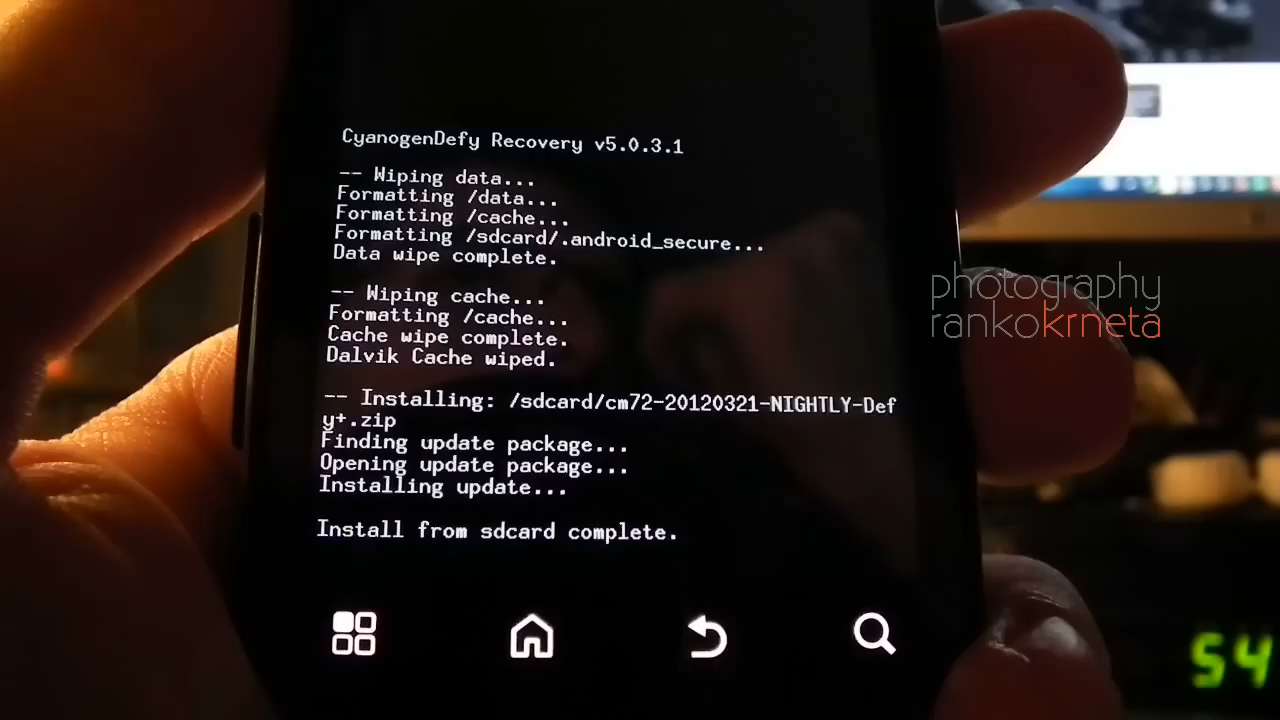 CyanogenDefy Recovery v5.0.3.1
-- Wiping data...
Formatting /data...
Formatting /cache...
Formatting /sdcard/.android_secure...
Data wipe complete.
-- Wiping cache...
Formatting /cache...
Cache wipe complete.
Dalvik Cache wiped.
-- Installing: /sdcard/cm72-20120321-NIGHTLY-Def
y+.zip
Finding update package...
Opening update package...
Installing update...
Install from sdcard complete.
photography
rankokrneta
54